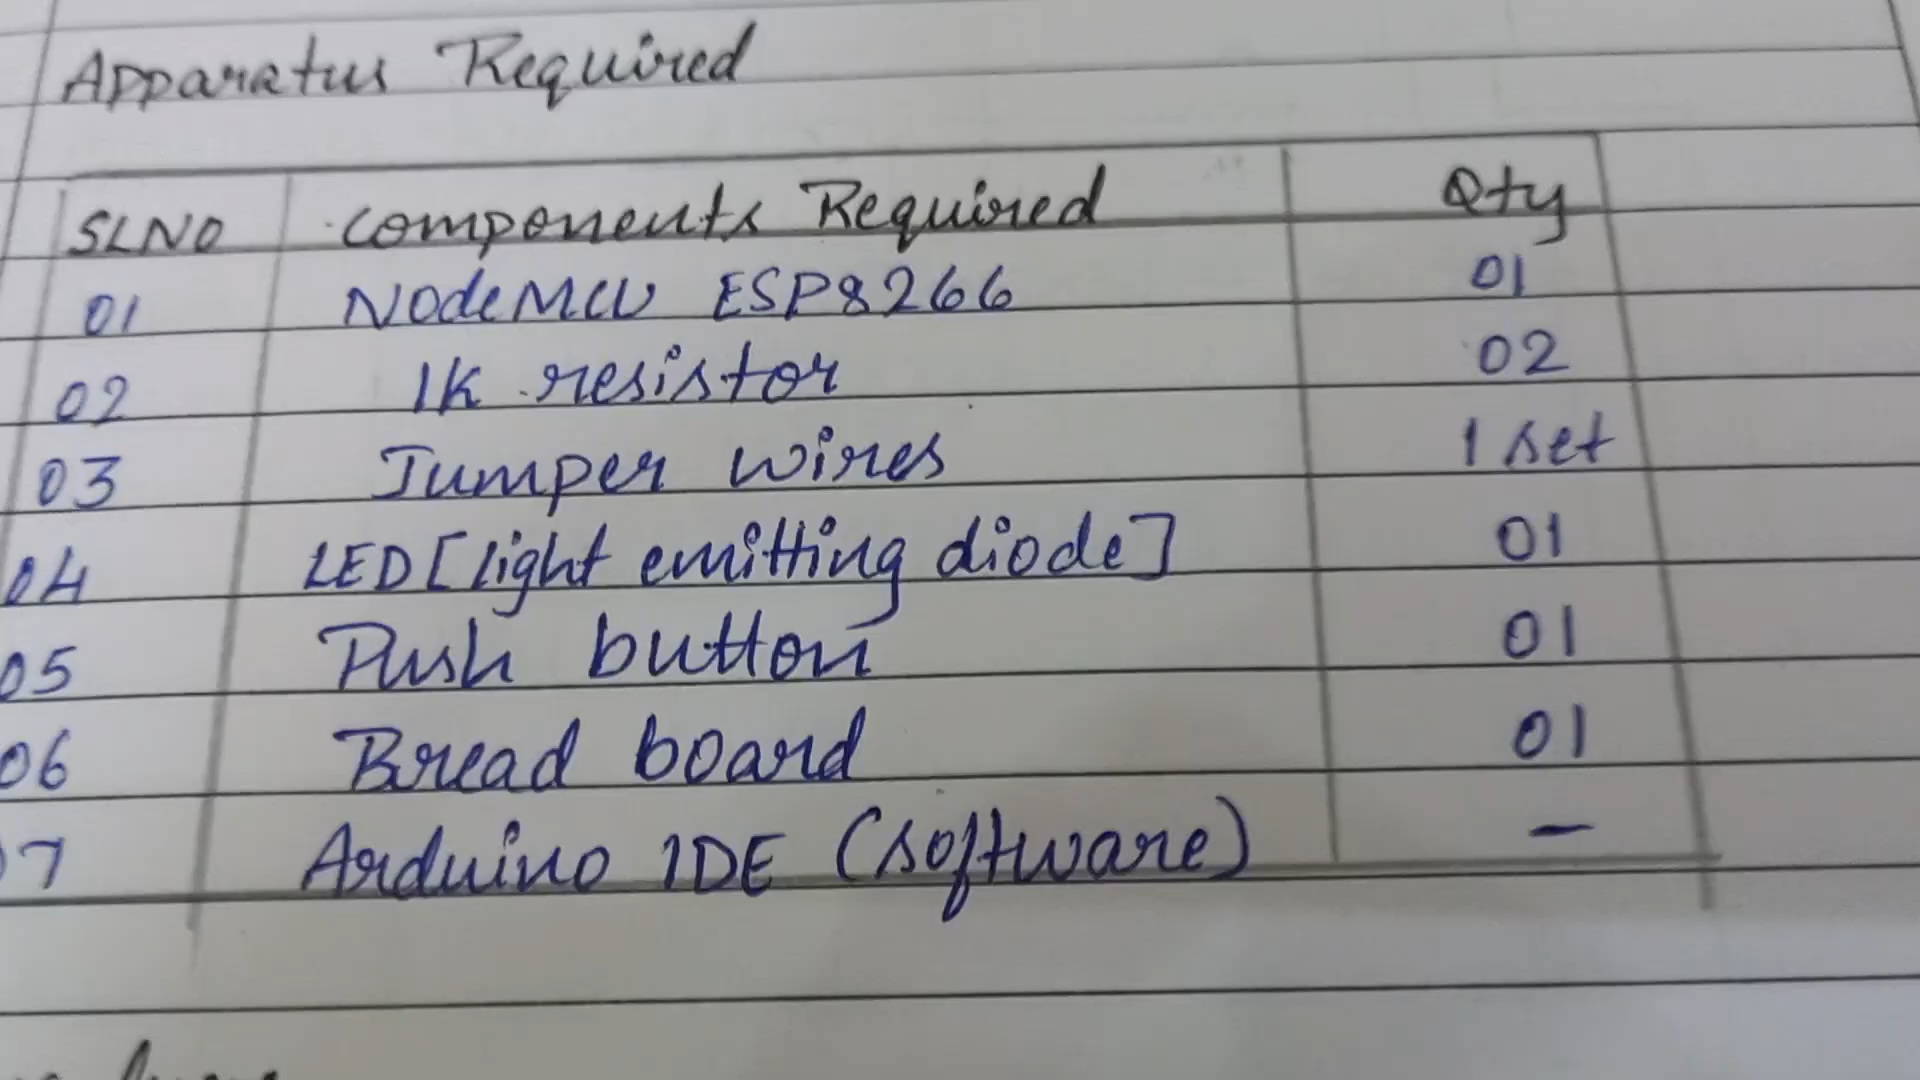 Apparatus Required
SLNO components Required Qty
01 NodeMCU ESP8266 01
02 1K resistor 02
03 Jumper wires 1 set
04 LED [light emitting diode] 01
05 Push button 01
06 Bread board 01
07 Arduino IDE (software) —